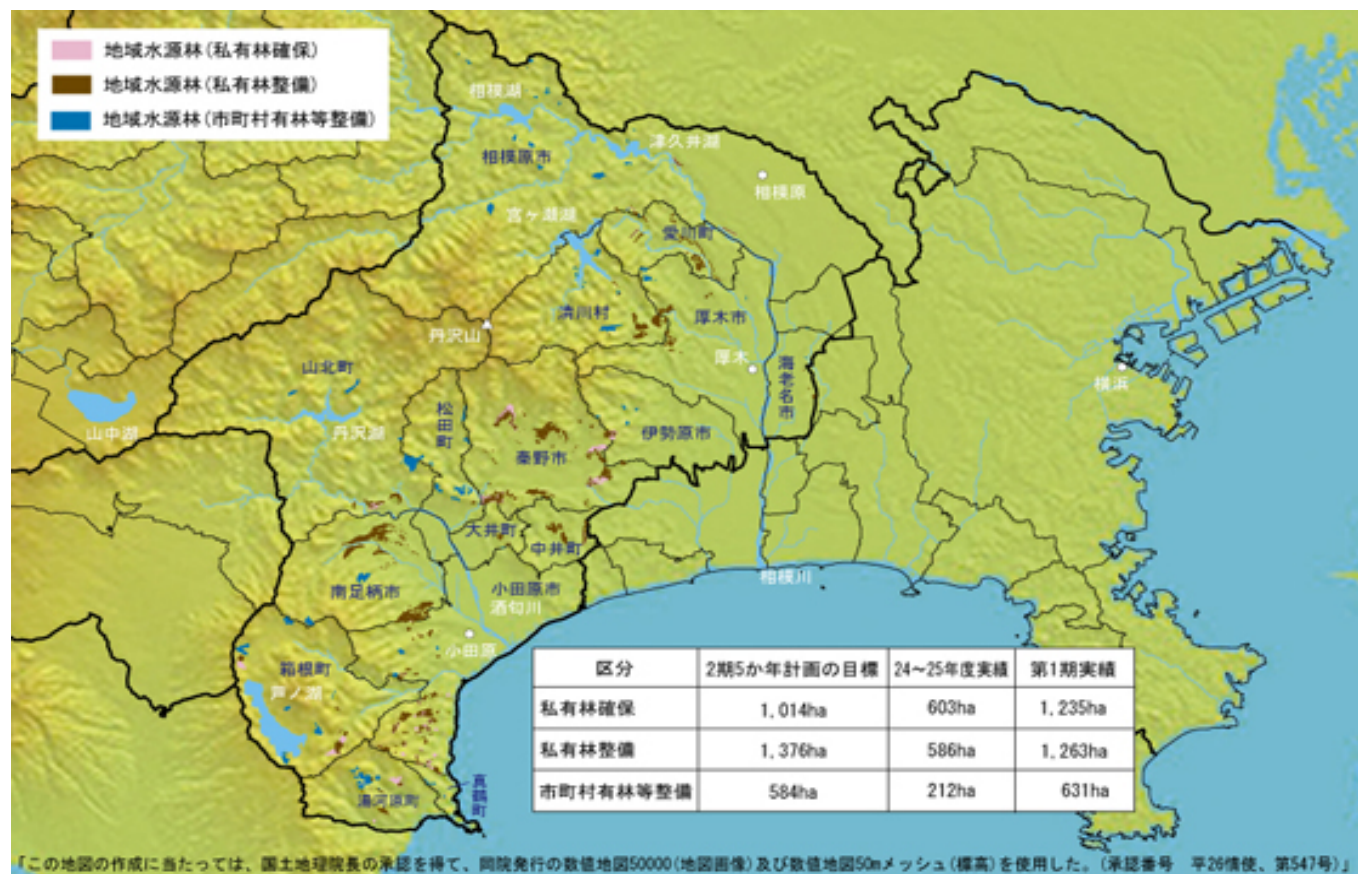 地域水源林(私有林確保)
地域水源林(私有林整備)
地域水源林(市町村有林等整備)
相模湖
津久井湖
相模原市
相模原
宮ヶ瀬湖
愛川町
清川村
厚木市
丹沢山
厚木
海老名市
横浜
山北町
松田町
山中湖
丹沢湖
伊勢原市
秦野市
大井町
中井町
相模川
南足柄市
小田原市
酒匂川
小田原
箱根町
芦ノ湖
湯河原町
真鶴町
区分 2期5か年計画の目標 24～25年度実績 第1期実績
私有林確保 1,014ha 603ha 1,235ha
私有林整備 1,376ha 586ha 1,263ha
市町村有林等整備 584ha 212ha 631ha
「この地図の作成に当たっては、国土地理院長の承認を得て、同院発行の数値地図50000(地図画像)及び数値地図50mメッシュ(標高)を使用した。(承認番号　平26情使、第547号)」